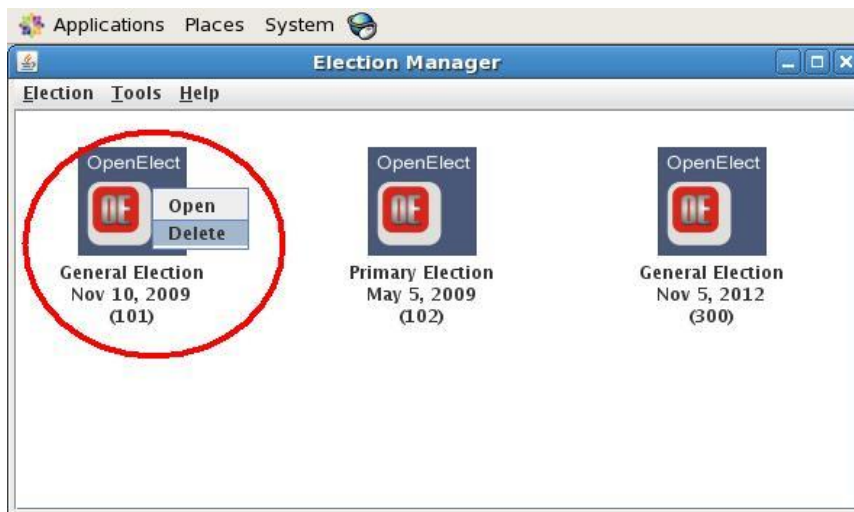 Applications Places System
Election Manager
Election Tools Help
OpenElect
OE
Open
Delete
General Election
Nov 10, 2009
(101)
OpenElect
OE
Primary Election
May 5, 2009
(102)
OpenElect
OE
General Election
Nov 5, 2012
(300)